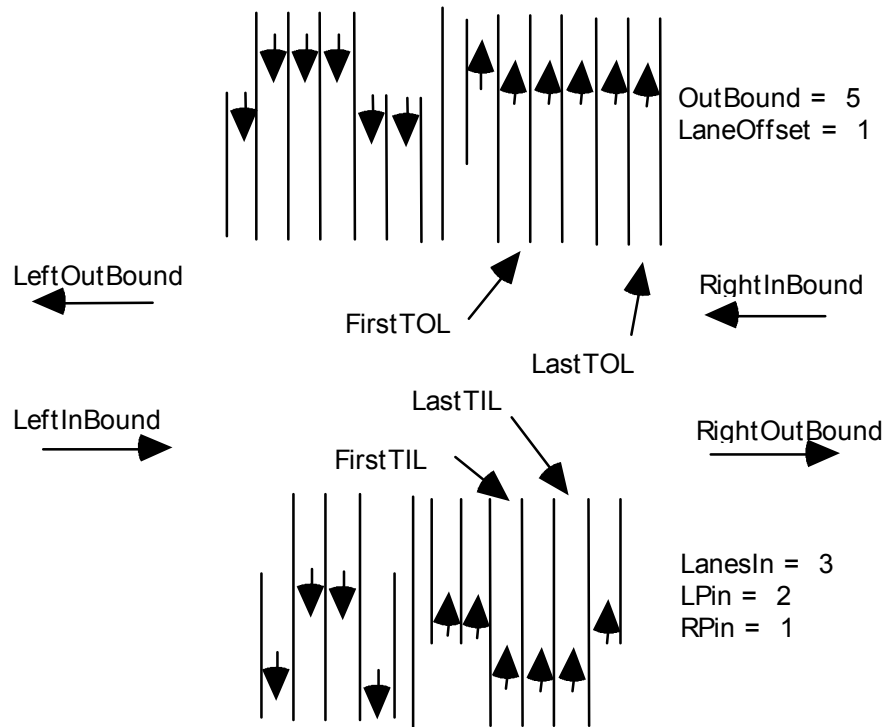 OutBound = 5
LaneOffset = 1
LeftOutBound
RightInBound
FirstTOL
LastTOL
LastTIL
LeftInBound
RightOutBound
FirstTIL
LanesIn = 3
LPin = 2
RPin = 1